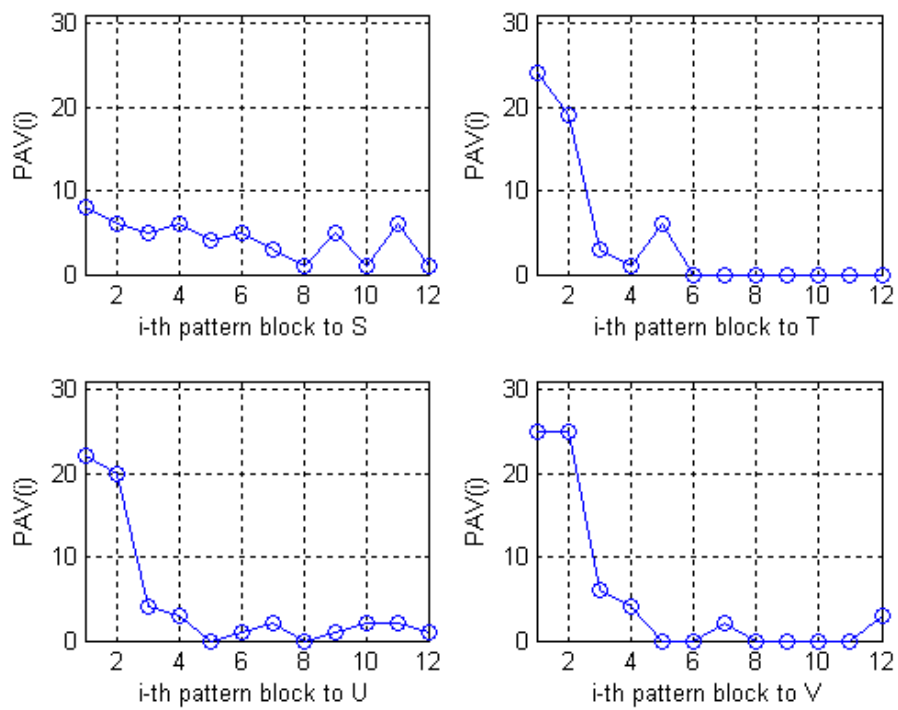 30
20
10
0
PAV(i)
2 4 6 8 10 12
i-th pattern block to S
30
20
10
0
PAV(i)
2 4 6 8 10 12
i-th pattern block to T
30
20
10
0
PAV(i)
2 4 6 8 10 12
i-th pattern block to U
30
20
10
0
PAV(i)
2 4 6 8 10 12
i-th pattern block to V